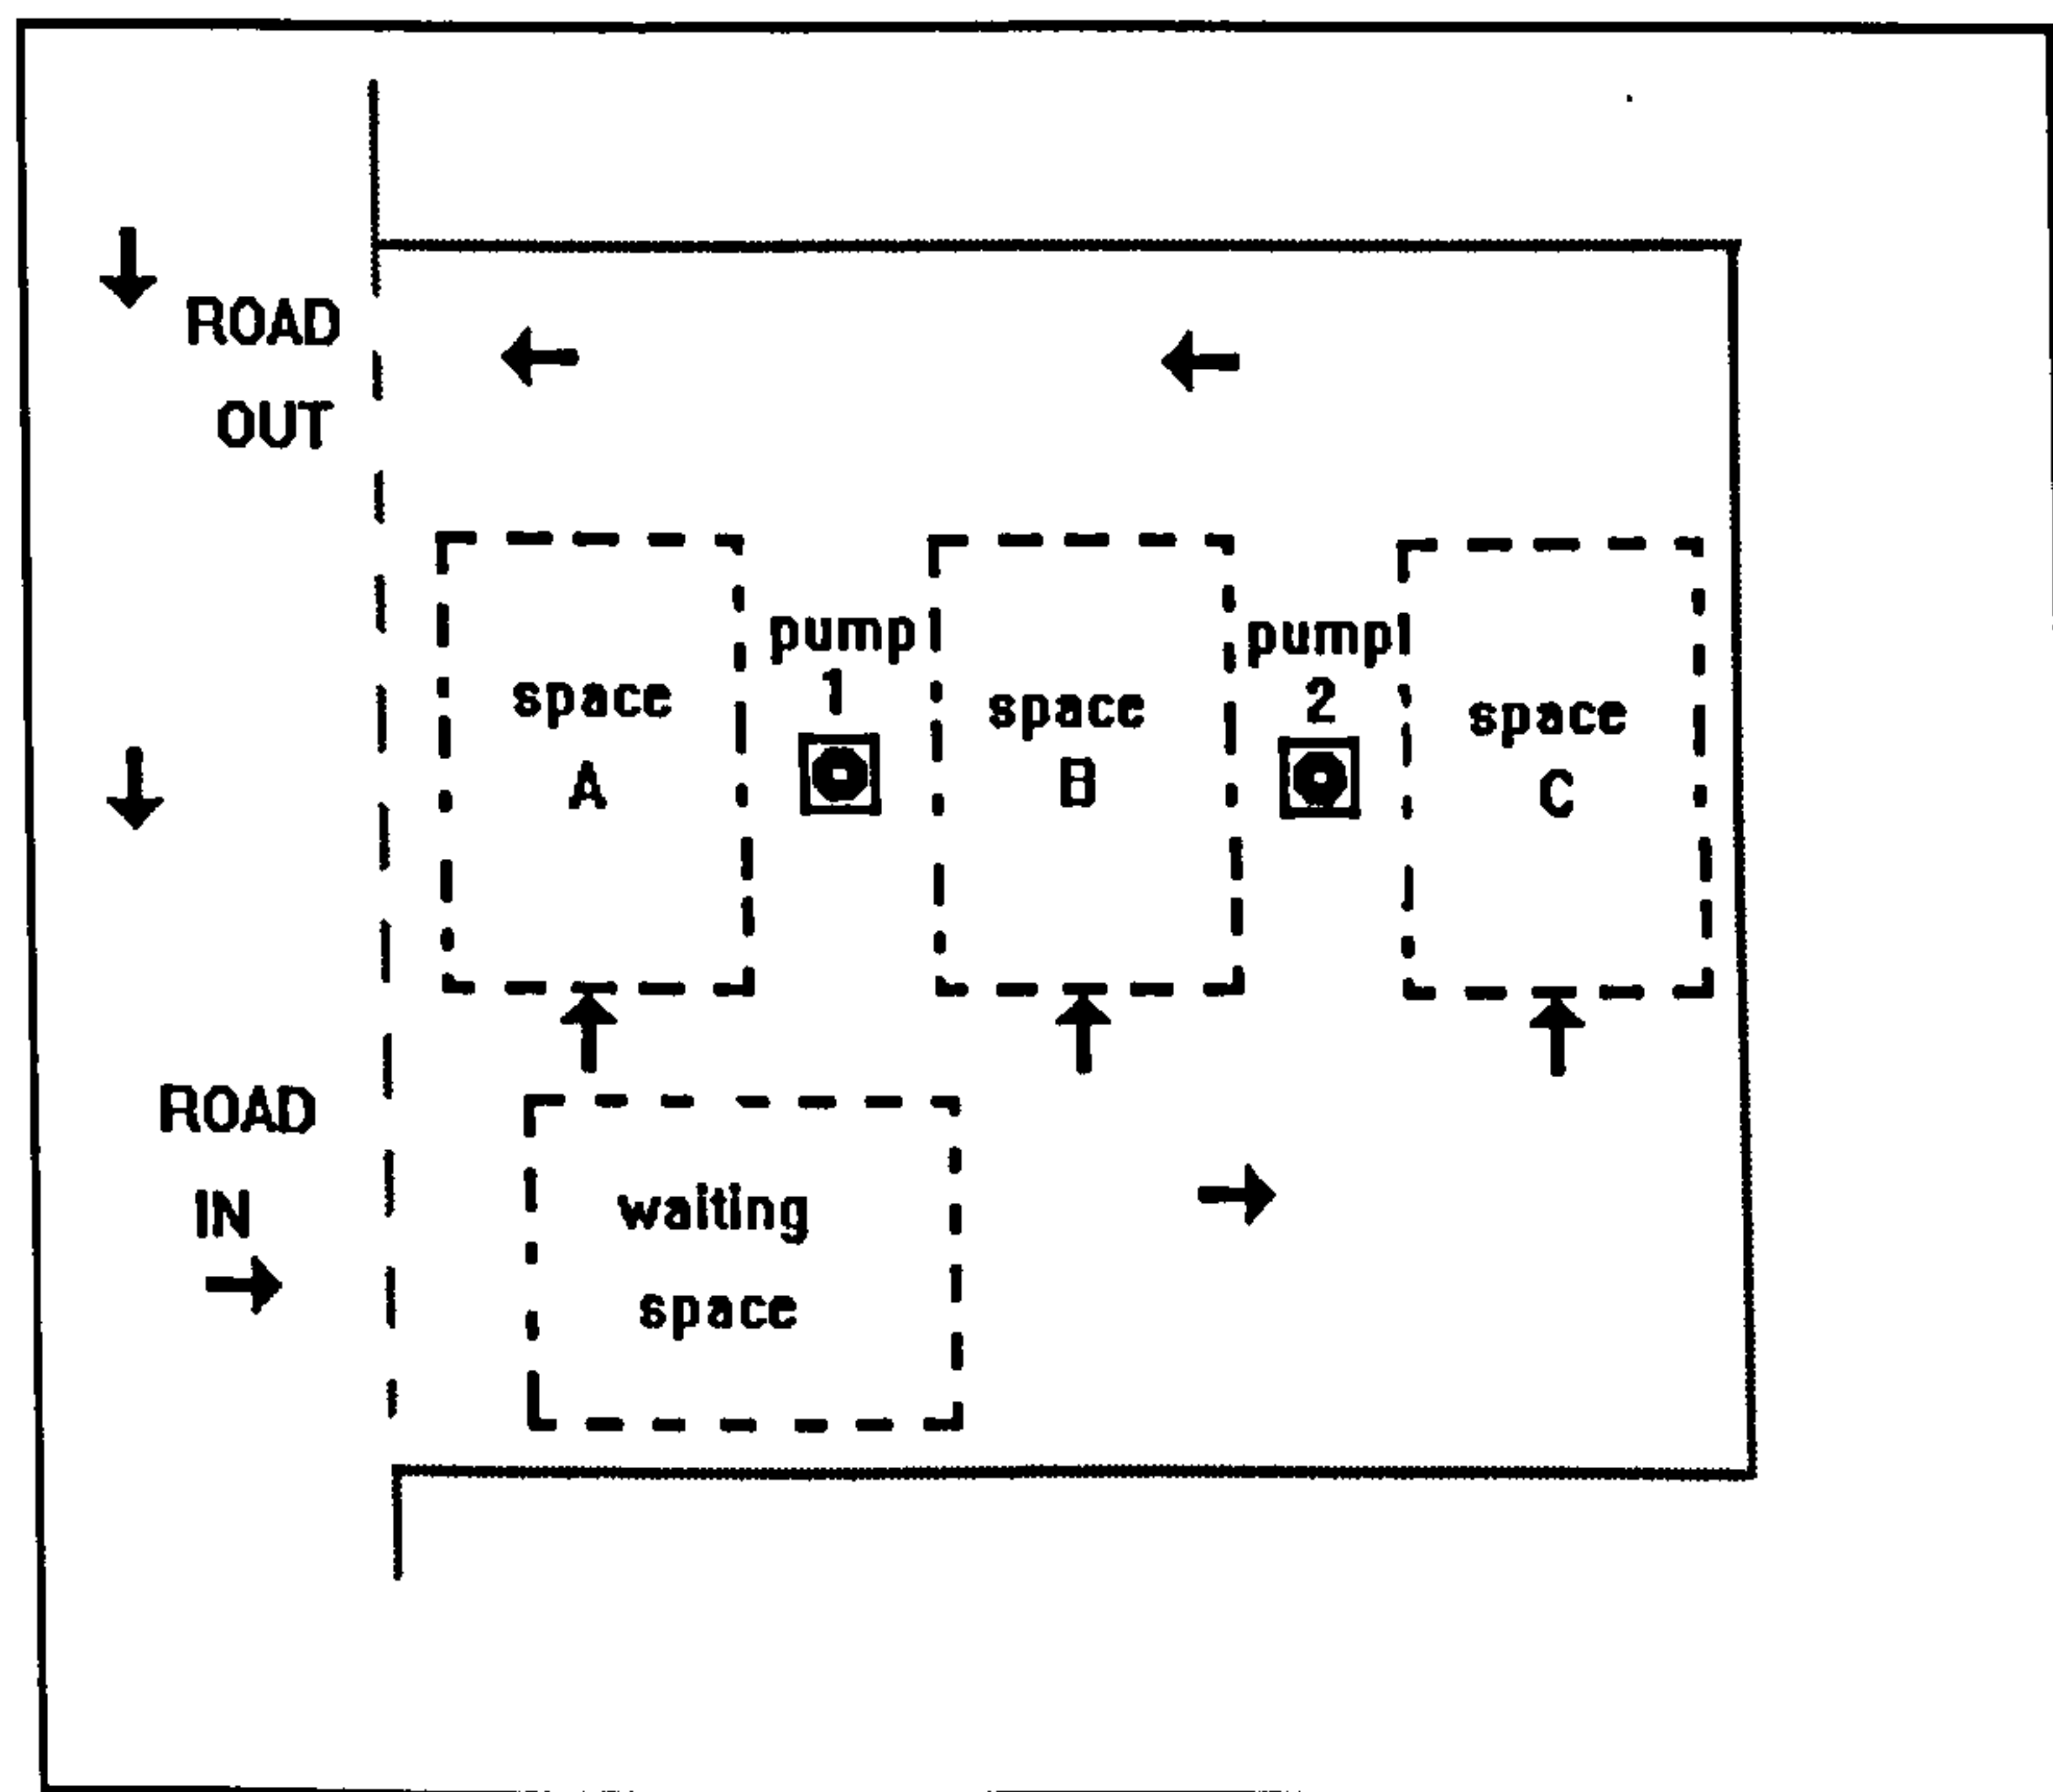 ROAD
OUT
pump
1
space
A
pump
2
space
B
space
C
ROAD
IN
waiting
space